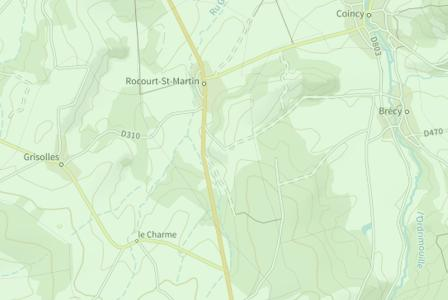 Coincy
D803
Rocourt-St-Martin
Brécy
D310
D470
Grisolles
le Charme
l'Ordrimouille